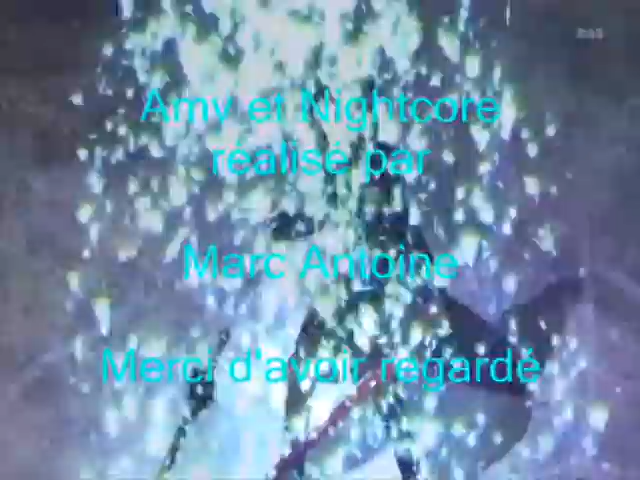 Amv et Nightcore
réalisé par
Marc Antoine
Merci d'avoir regardé